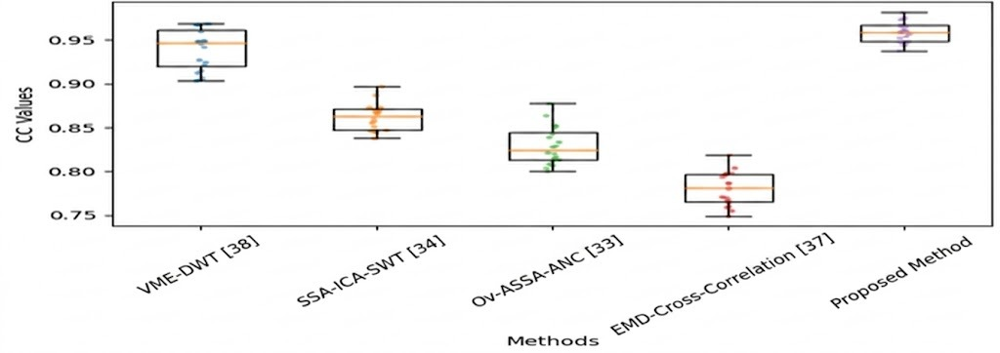 CC Values
0.95
0.90
0.85
0.80
0.75
VME-DWT [38]
SSA-ICA-SWT [34]
Ov-ASSA-ANC [33]
EMD-Cross-Correlation [37]
Proposed Method
Methods